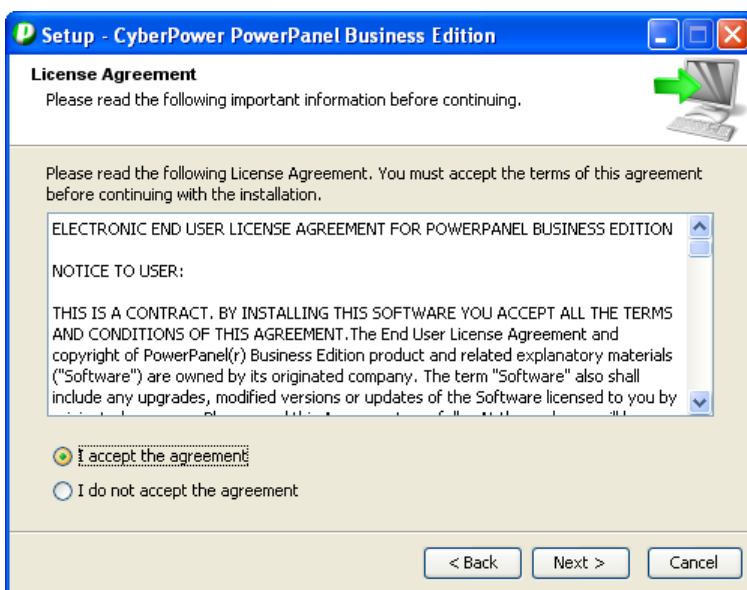 Setup - CyberPower PowerPanel Business Edition
License Agreement
Please read the following important information before continuing.
Please read the following License Agreement. You must accept the terms of this agreement
before continuing with the installation.
ELECTRONIC END USER LICENSE AGREEMENT FOR POWERPANEL BUSINESS EDITION
NOTICE TO USER:
THIS IS A CONTRACT. BY INSTALLING THIS SOFTWARE YOU ACCEPT ALL THE TERMS
AND CONDITIONS OF THIS AGREEMENT.The End User License Agreement and
copyright of PowerPanel(r) Business Edition product and related explanatory materials
("Software") are owned by its originated company. The term "Software" also shall
include any upgrades, modified versions or updates of the Software licensed to you by
I accept the agreement
I do not accept the agreement
< Back
Next >
Cancel